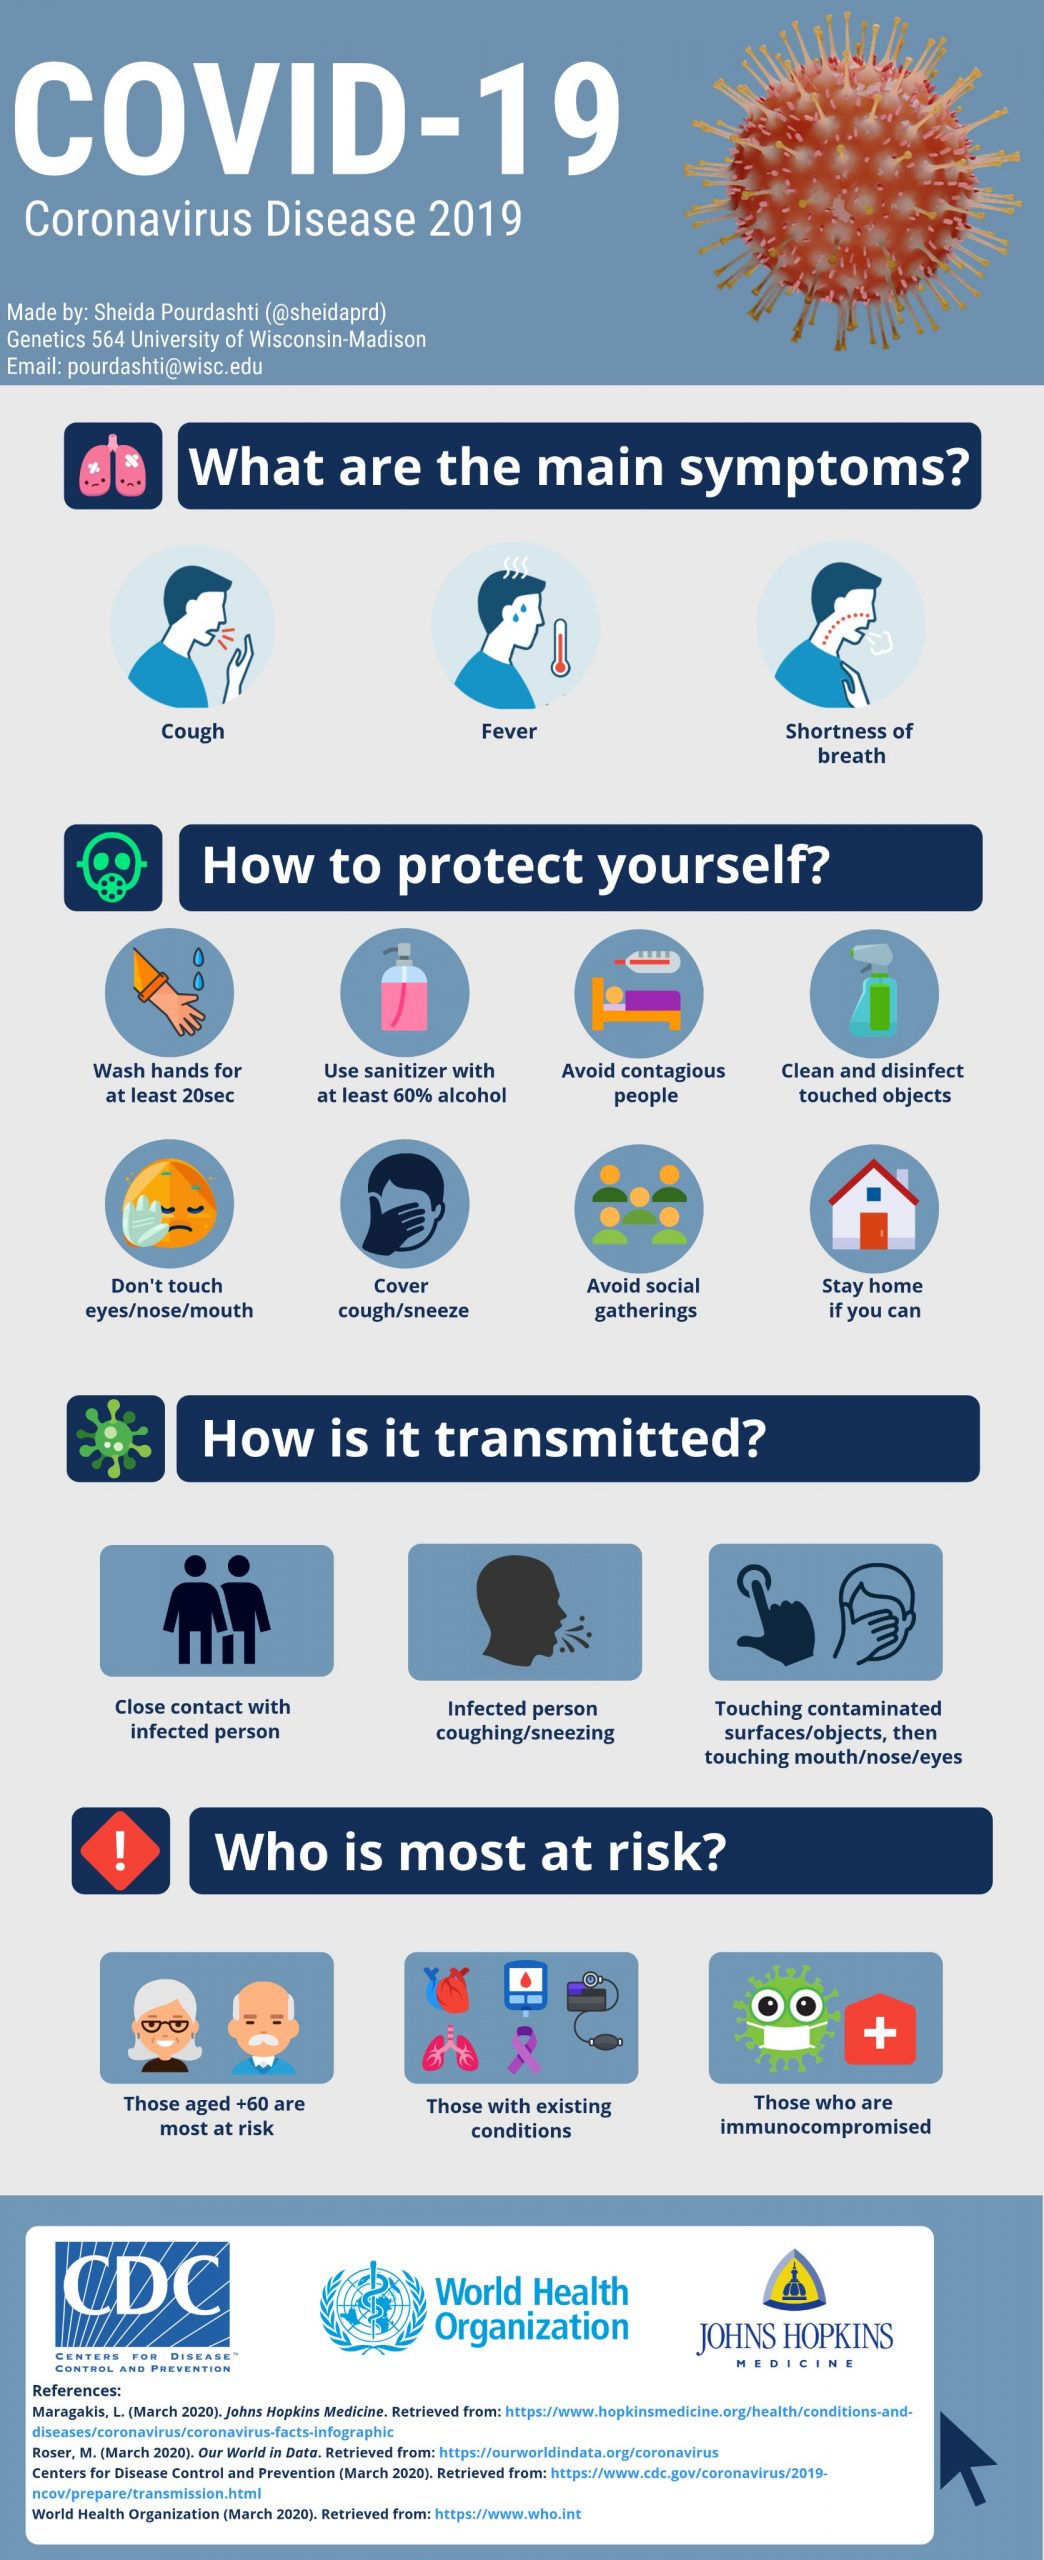 COVID-19
Coronavirus Disease 2019
Made by: Sheida Pourdashti (@sheidaprd)
Genetics 564 University of Wisconsin-Madison
Email: pourdashti@wisc.edu
What are the main symptoms?
Cough
Fever
Shortness of
breath
How to protect yourself?
Wash hands for
at least 20sec
Use sanitizer with
at least 60% alcohol
Avoid contagious
people
Clean and disinfect
touched objects
Don't touch
eyes/nose/mouth
Cover
cough/sneeze
Avoid social
gatherings
Stay home
if you can
How is it transmitted?
Close contact with
infected person
Infected person
coughing/sneezing
Touching contaminated
surfaces/objects, then
touching mouth/nose/eyes
!
Who is most at risk?
Those aged +60 are
most at risk
Those with existing
conditions
Those who are
immunocompromised
CDC
CENTERS FOR DISEASE™
CONTROL AND PREVENTION
World Health
Organization
JOHNS HOPKINS
MEDICINE
References:
Maragakis, L. (March 2020). Johns Hopkins Medicine. Retrieved from: https://www.hopkinsmedicine.org/health/conditions-and-
diseases/coronavirus/coronavirus-facts-infographic
Roser, M. (March 2020). Our World in Data. Retrieved from: https://ourworldindata.org/coronavirus
Centers for Disease Control and Prevention (March 2020). Retrieved from: https://www.cdc.gov/coronavirus/2019-
ncov/prepare/transmission.html
World Health Organization (March 2020). Retrieved from: https://www.who.int